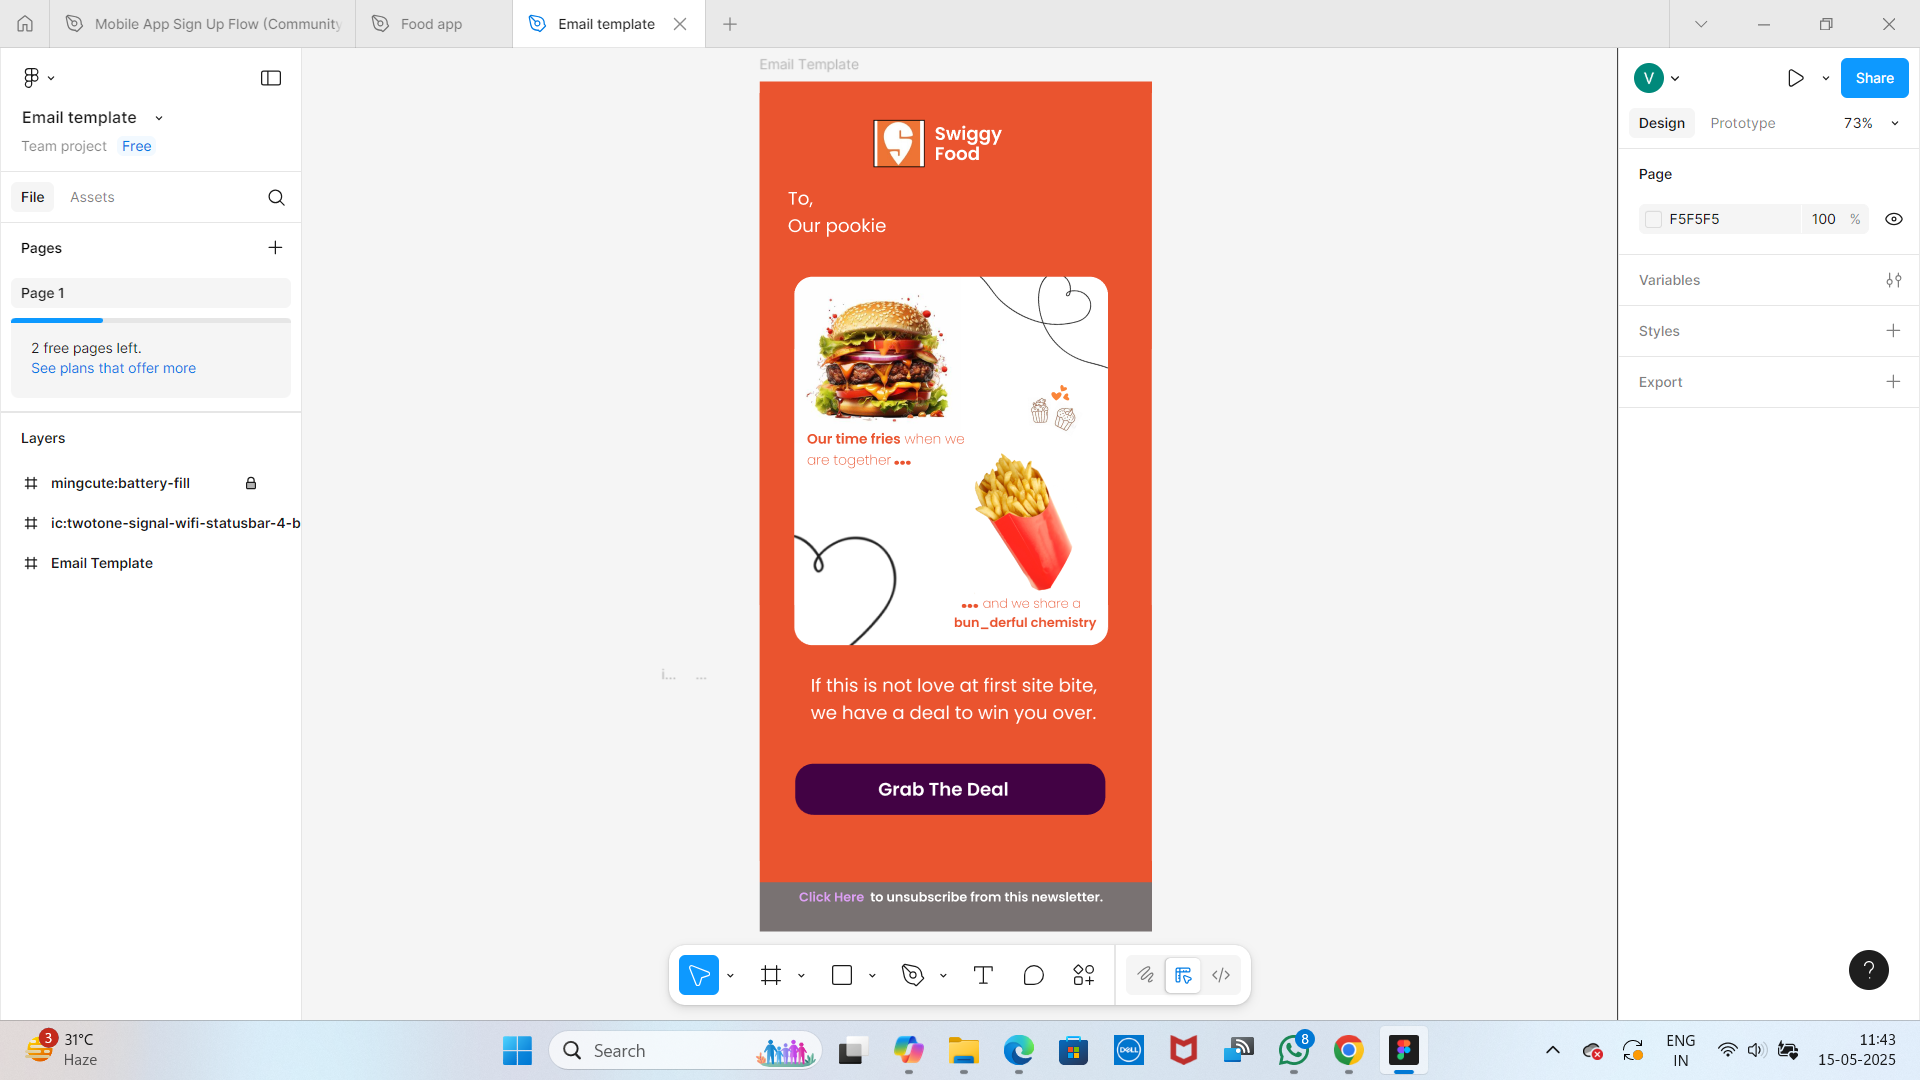 Mobile App Sign Up Flow (Community
Food app
Email template
Email template
Team project Free
File Assets
Pages
Page 1
2 free pages left.
See plans that offer more
Layers
mingcute:battery-fill
ic:twotone-signal-wifi-statusbar-4-b
Email Template
Email Template
Swiggy
Food
To,
Our pookie
Our time fries when we
are together •••
••• and we share a
bun_derful chemistry
i... ...
If this is not love at first site bite,
we have a deal to win you over.
Grab The Deal
Click Here to unsubscribe from this newsletter.
V
Share
Design Prototype 73%
Page
F5F5F5 100 %
Variables
Styles
Export
?
3
31°C
Haze
Search
DELL
8
ENG
IN
11:43
15-05-2025